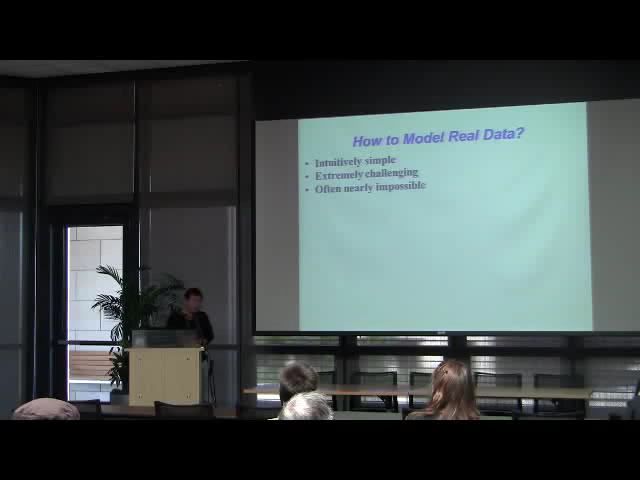 How to Model Real Data?
• Intuitively simple
• Extremely challenging
• Often nearly impossible